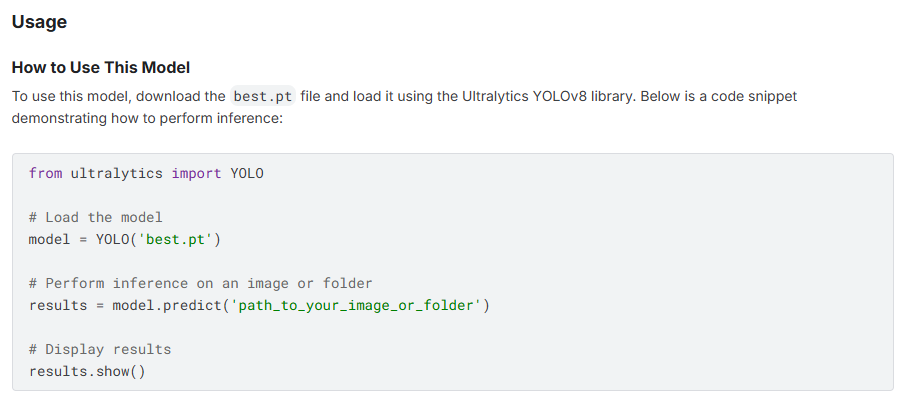 Usage
How to Use This Model
To use this model, download the best.pt file and load it using the Ultralytics YOLOv8 library. Below is a code snippet
demonstrating how to perform inference:
from ultralytics import YOLO
# Load the model
model = YOLO('best.pt')
# Perform inference on an image or folder
results = model.predict('path_to_your_image_or_folder')
# Display results
results.show()